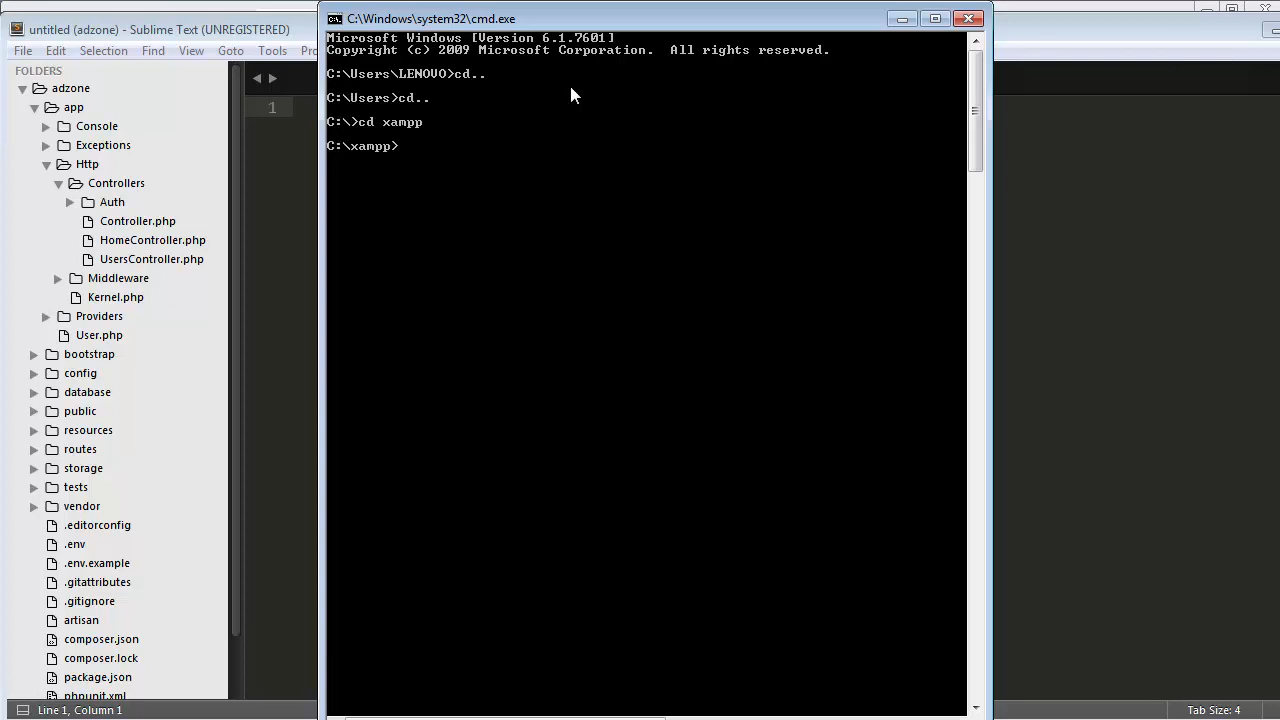 untitled (adzone) - Sublime Text (UNREGISTERED)
File Edit Selection Find View Goto Tools
FOLDERS
adzone
app
Console
Exceptions
Http
Controllers
Auth
Controller.php
HomeController.php
UsersController.php
Middleware
Kernel.php
Providers
User.php
bootstrap
config
database
public
resources
routes
storage
tests
vendor
.editorconfig
.env
.env.example
.gitattributes
.gitignore
artisan
composer.json
composer.lock
package.json
phpunit.xml
1
C:\Windows\system32\cmd.exe
Microsoft Windows [Version 6.1.7601]
Copyright (c) 2009 Microsoft Corporation.  All rights reserved.
C:\Users\LENOVO>cd..
C:\Users>cd..
C:\>cd xampp
C:\xampp>
Line 1, Column 1
Tab Size: 4